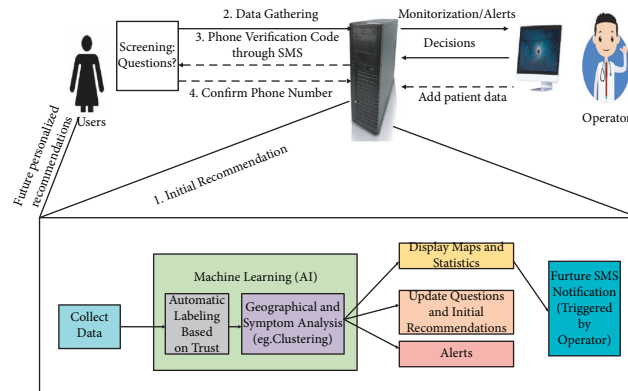 2. Data Gathering
Monitorization/Alerts
Screening:
Questions?
3. Phone Verification Code
through SMS
Decisions
4. Confirm Phone Number
Add patient data
Users
Operator
Future personalized
recommendations
1. Initial Recommendation
Machine Learning (AI)
Collect
Data
Automatic
Labeling
Based
on Trust
Geographical and
Symptom Analysis
(eg.Clustering)
Display Maps and
Statistics
Update Questions
and Initial
Recommendations
Alerts
Furture SMS
Notification
(Triggered
by
Operator)